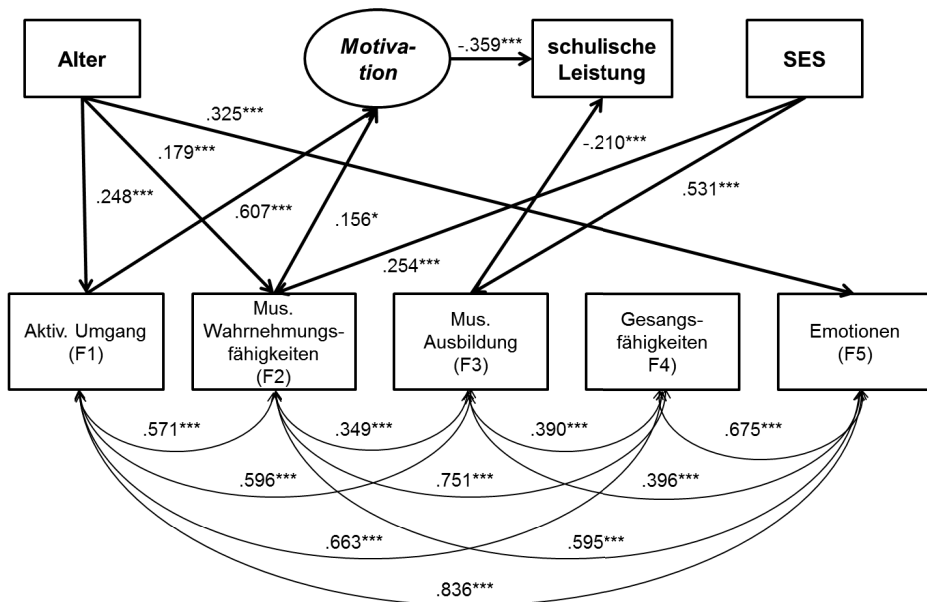 Alter
Motiva-
tion
-.359***
schulische
Leistung
SES
.325***
.179***
-.210***
.248***
.607***
.156*
.531***
.254***
Aktiv. Umgang
(F1)
Mus.
Wahrnehmungs-
fähigkeiten
(F2)
Mus.
Ausbildung
(F3)
Gesangs-
fähigkeiten
F4)
Emotionen
(F5)
.571***
.349***
.390***
.675***
.596***
.751***
.396***
.663***
.595***
.836***